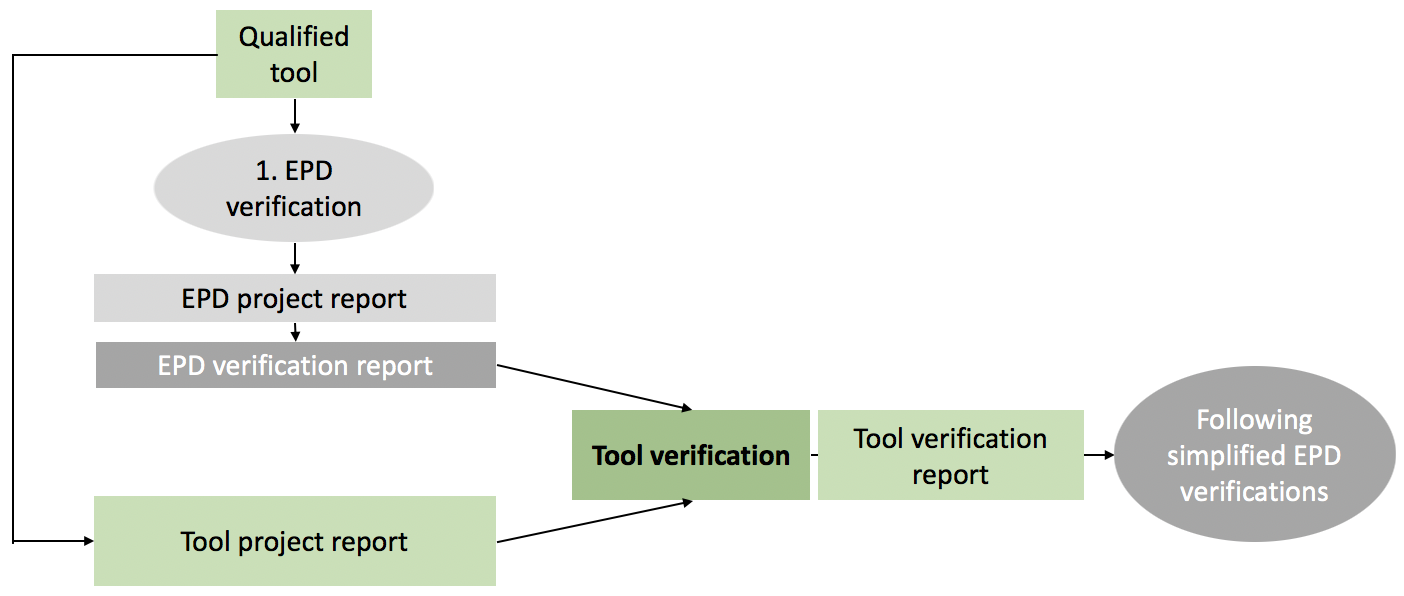 Qualified
tool
1. EPD
verification
EPD project report
EPD verification report
Tool verification
Tool verification
report
Following
simplified EPD
verifications
Tool project report